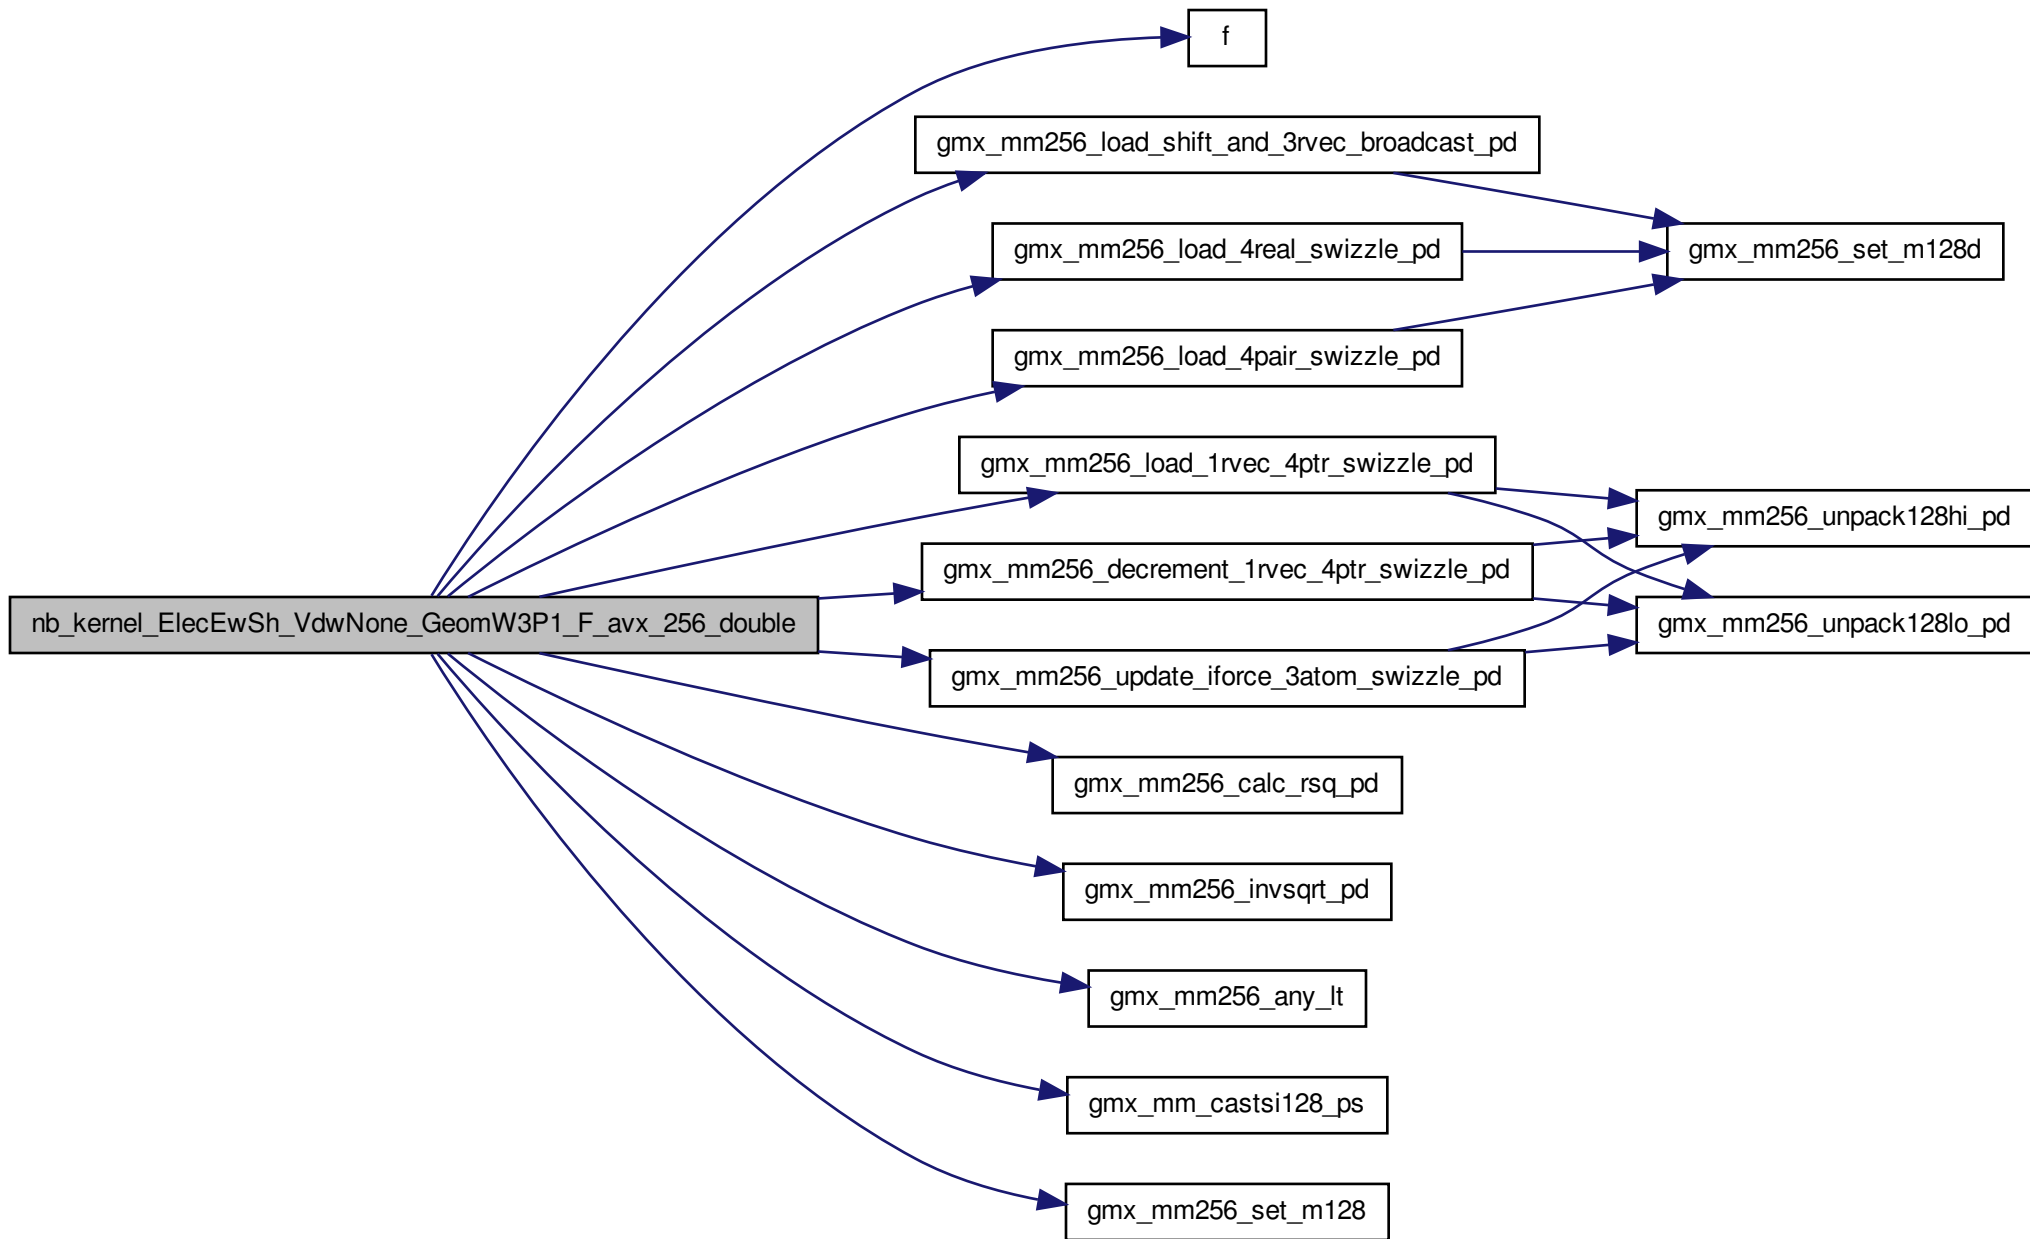 f
gmx_mm256_load_shift_and_3rvec_broadcast_pd
gmx_mm256_load_4real_swizzle_pd
gmx_mm256_set_m128d
gmx_mm256_load_4pair_swizzle_pd
gmx_mm256_load_1rvec_4ptr_swizzle_pd
gmx_mm256_unpack128hi_pd
gmx_mm256_decrement_1rvec_4ptr_swizzle_pd
nb_kernel_ElecEwSh_VdwNone_GeomW3P1_F_avx_256_double
gmx_mm256_unpack128lo_pd
gmx_mm256_update_iforce_3atom_swizzle_pd
gmx_mm256_calc_rsq_pd
gmx_mm256_invsqrt_pd
gmx_mm256_any_lt
gmx_mm_castsi128_ps
gmx_mm256_set_m128